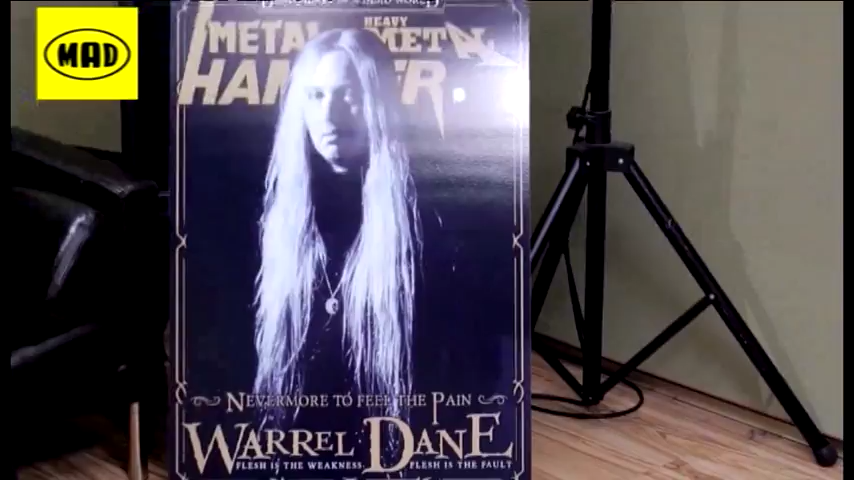 MAD
HEAVY
METAL METAL
HAMMER
NEVERMORE TO FEEL THE PAIN
WARREL DANE
FLESH IS THE WEAKNESS FLESH IS THE FAULT